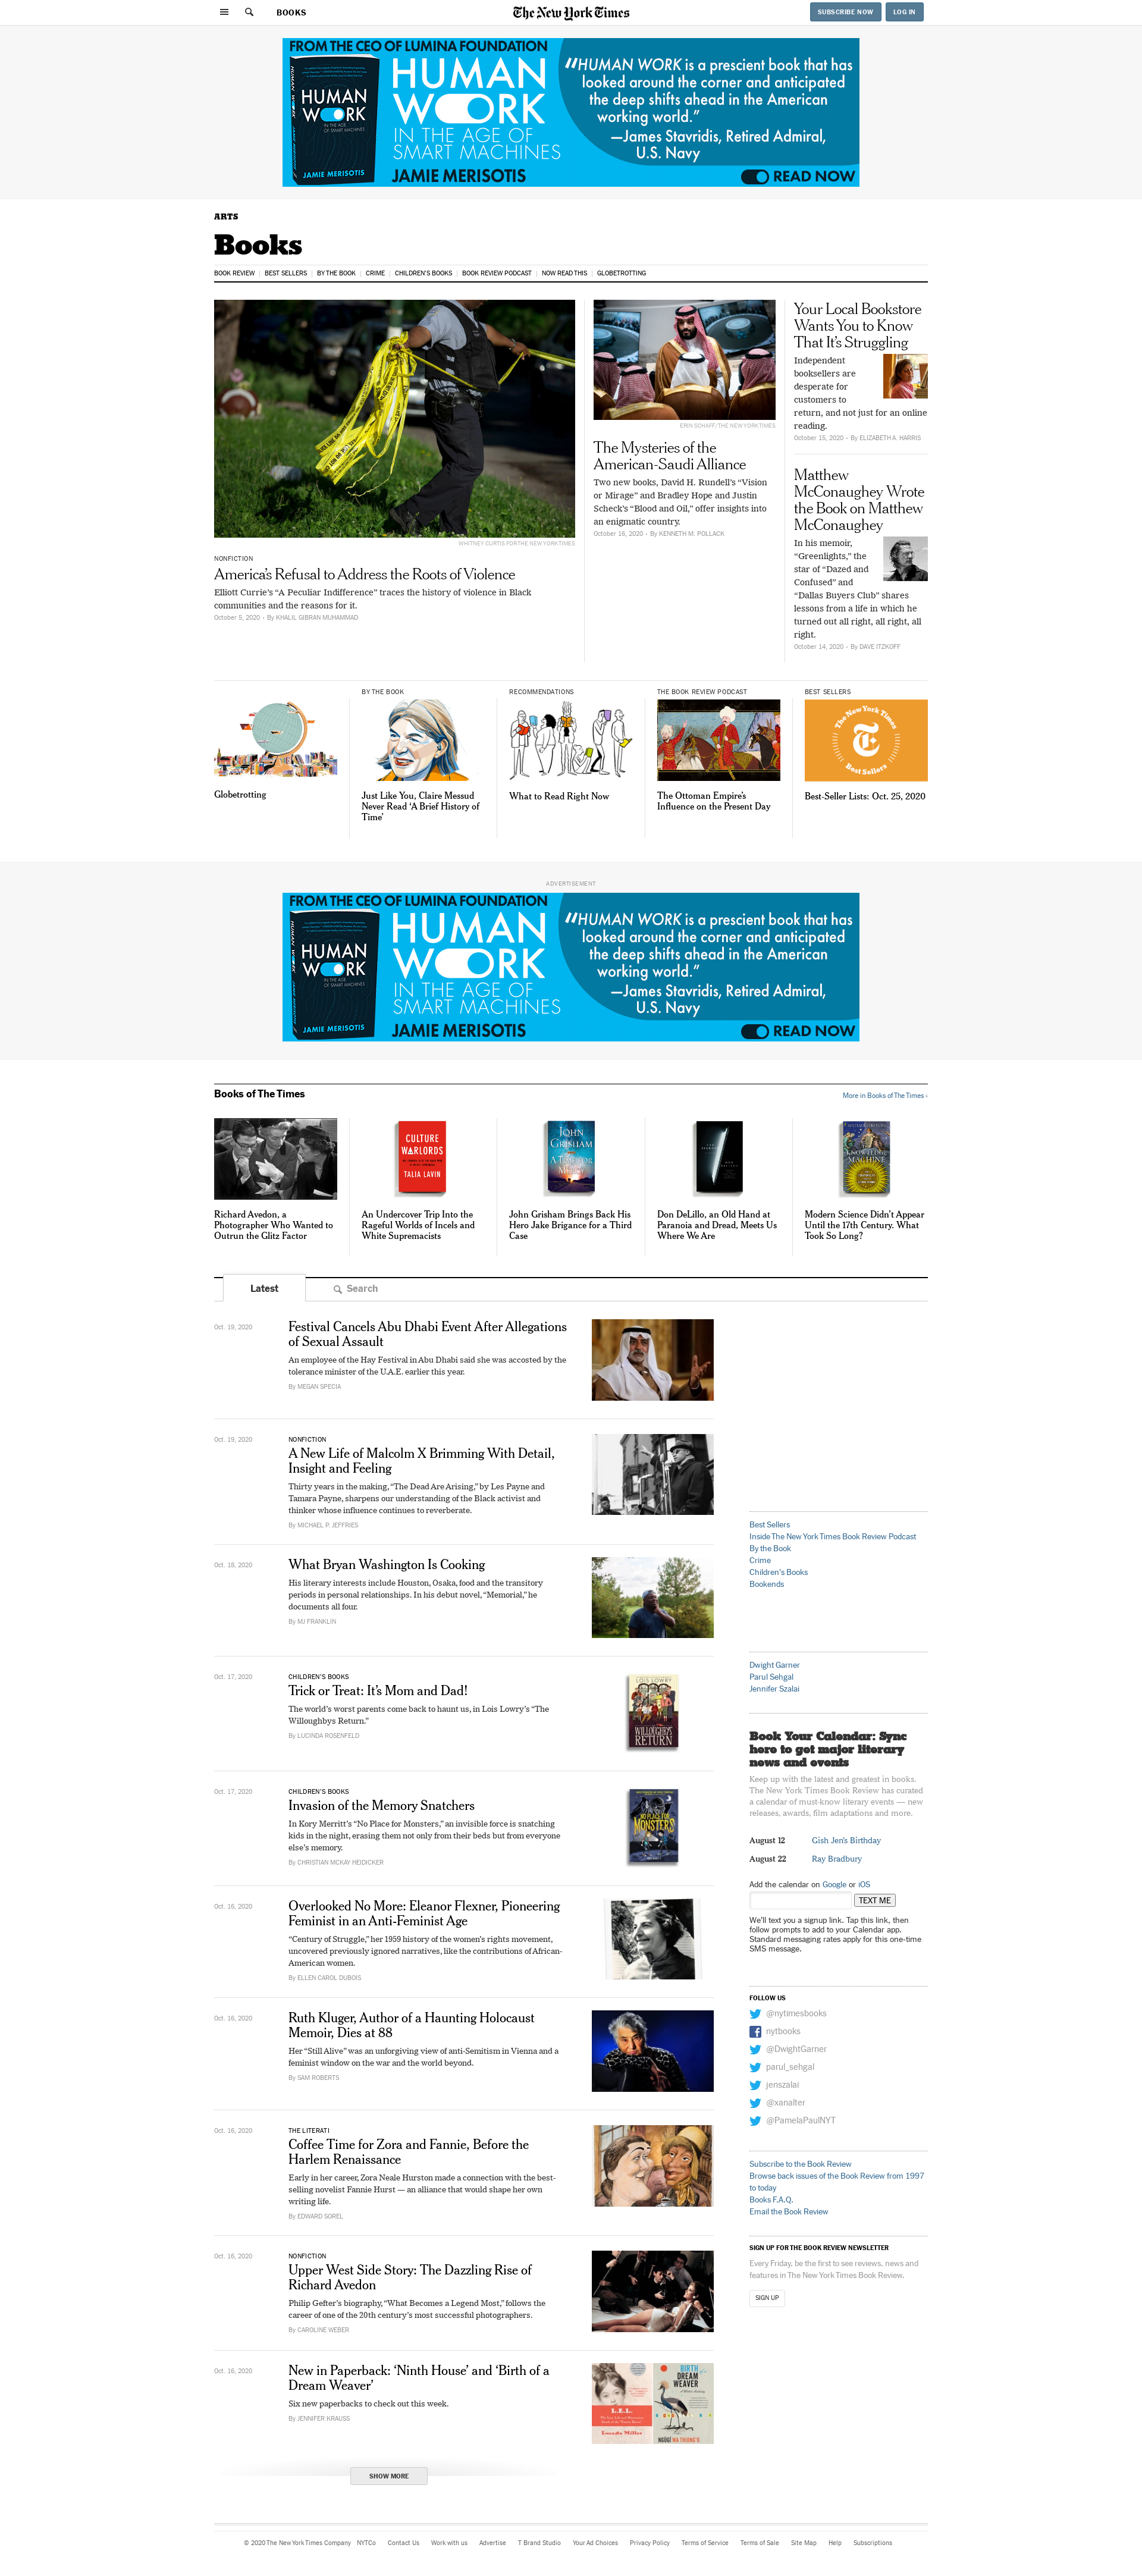 BOOKS
The New York Times
SUBSCRIBE NOW
LOG IN
FROM THE CEO OF LUMINA FOUNDATION
HUMAN
WORK
IN THE AGE OF
SMART MACHINES
JAMIE MERISOTIS
HUMAN
WORK
IN THE AGE OF
SMART MACHINES
JAMIE MERISOTIS
“HUMAN WORK is a prescient book that has
looked around the corner and anticipated
the deep shifts ahead in the American
working world.”
—James Stavridis, Retired Admiral,
U.S. Navy
READ NOW
ARTS
Books
BOOK REVIEW | BEST SELLERS | BY THE BOOK | CRIME | CHILDREN'S BOOKS | BOOK REVIEW PODCAST | NOW READ THIS | GLOBETROTTING
WHITNEY CURTIS FOR THE NEW YORK TIMES
NONFICTION
America’s Refusal to Address the Roots of Violence
Elliott Currie’s “A Peculiar Indifference” traces the history of violence in Black
communities and the reasons for it.
October 5, 2020 • By KHALIL GIBRAN MUHAMMAD
ERIN SCHAFF/THE NEW YORK TIMES
The Mysteries of the
American-Saudi Alliance
Two new books, David H. Rundell’s “Vision
or Mirage” and Bradley Hope and Justin
Scheck’s “Blood and Oil,” offer insights into
an enigmatic country.
October 16, 2020 • By KENNETH M. POLLACK
Your Local Bookstore
Wants You to Know
That It’s Struggling
Independent
booksellers are
desperate for
customers to
return, and not just for an online
reading.
October 15, 2020 • By ELIZABETH A. HARRIS
Matthew
McConaughey Wrote
the Book on Matthew
McConaughey
In his memoir,
“Greenlights,” the
star of “Dazed and
Confused” and
“Dallas Buyers Club” shares
lessons from a life in which he
turned out all right, all right, all
right.
October 14, 2020 • By DAVE ITZKOFF
Globetrotting
BY THE BOOK
Just Like You, Claire Messud
Never Read ‘A Brief History of
Time’
RECOMMENDATIONS
What to Read Right Now
THE BOOK REVIEW PODCAST
The Ottoman Empire’s
Influence on the Present Day
BEST SELLERS
The New York Times
Best Sellers
Best-Seller Lists: Oct. 25, 2020
ADVERTISEMENT
FROM THE CEO OF LUMINA FOUNDATION
HUMAN
WORK
IN THE AGE OF
SMART MACHINES
JAMIE MERISOTIS
HUMAN
WORK
IN THE AGE OF
SMART MACHINES
JAMIE MERISOTIS
“HUMAN WORK is a prescient book that has
looked around the corner and anticipated
the deep shifts ahead in the American
working world.”
—James Stavridis, Retired Admiral,
U.S. Navy
READ NOW
Books of The Times
More in Books of The Times ›
Richard Avedon, a
Photographer Who Wanted to
Outrun the Glitz Factor
CULTURE
WARLORDS
TALIA LAVIN
An Undercover Trip Into the
Rageful Worlds of Incels and
White Supremacists
JOHN
GRISHAM
A TIME FOR
MERCY
John Grisham Brings Back His
Hero Jake Brigance for a Third
Case
Don DeLillo, an Old Hand at
Paranoia and Dread, Meets Us
Where We Are
KNOWLEDGE
MACHINE
Modern Science Didn’t Appear
Until the 17th Century. What
Took So Long?
Latest
Search
Oct. 19, 2020
Festival Cancels Abu Dhabi Event After Allegations
of Sexual Assault
An employee of the Hay Festival in Abu Dhabi said she was accosted by the
tolerance minister of the U.A.E. earlier this year.
By MEGAN SPECIA
Oct. 19, 2020
NONFICTION
A New Life of Malcolm X Brimming With Detail,
Insight and Feeling
Thirty years in the making, “The Dead Are Arising,” by Les Payne and
Tamara Payne, sharpens our understanding of the Black activist and
thinker whose influence continues to reverberate.
By MICHAEL P. JEFFRIES
Oct. 18, 2020
What Bryan Washington Is Cooking
His literary interests include Houston, Osaka, food and the transitory
periods in personal relationships. In his debut novel, “Memorial,” he
documents all four.
By MJ FRANKLIN
Oct. 17, 2020
CHILDREN’S BOOKS
Trick or Treat: It’s Mom and Dad!
The world’s worst parents come back to haunt us, in Lois Lowry’s “The
Willoughbys Return.”
By LUCINDA ROSENFELD
LOIS LOWRY
WILLOUGHBYS
RETURN
Oct. 17, 2020
CHILDREN’S BOOKS
Invasion of the Memory Snatchers
In Kory Merritt’s “No Place for Monsters,” an invisible force is snatching
kids in the night, erasing them not only from their beds but from everyone
else’s memory.
By CHRISTIAN MCKAY HEIDICKER
NO PLACE FOR
MONSTERS
Oct. 16, 2020
Overlooked No More: Eleanor Flexner, Pioneering
Feminist in an Anti-Feminist Age
“Century of Struggle,” her 1959 history of the women’s rights movement,
uncovered previously ignored narratives, like the contributions of African-
American women.
By ELLEN CAROL DUBOIS
Oct. 16, 2020
Ruth Kluger, Author of a Haunting Holocaust
Memoir, Dies at 88
Her “Still Alive” was an unforgiving view of anti-Semitism in Vienna and a
feminist window on the war and the world beyond.
By SAM ROBERTS
Oct. 16, 2020
THE LITERATI
Coffee Time for Zora and Fannie, Before the
Harlem Renaissance
Early in her career, Zora Neale Hurston made a connection with the best-
selling novelist Fannie Hurst — an alliance that would shape her own
writing life.
By EDWARD SOREL
Oct. 16, 2020
NONFICTION
Upper West Side Story: The Dazzling Rise of
Richard Avedon
Philip Gefter’s biography, “What Becomes a Legend Most,” follows the
career of one of the 20th century’s most successful photographers.
By CAROLINE WEBER
Oct. 16, 2020
New in Paperback: ‘Ninth House’ and ‘Birth of a
Dream Weaver’
Six new paperbacks to check out this week.
By JENNIFER KRAUSS
L.E.L.
Lucasta Miller
BIRTH
DREAM
WEAVER
NGŨGĨ WA THIONG'O
SHOW MORE
Best Sellers
Inside The New York Times Book Review Podcast
By the Book
Crime
Children's Books
Bookends
Dwight Garner
Parul Sehgal
Jennifer Szalai
Book Your Calendar: Sync
here to get major literary
news and events
Keep up with the latest and greatest in books.
The New York Times Book Review has curated
a calendar of must-know literary events — new
releases, awards, film adaptations and more.
August 12 Gish Jen's Birthday
August 22 Ray Bradbury
Add the calendar on Google or iOS
TEXT ME
We’ll text you a signup link. Tap this link, then
follow prompts to add to your Calendar app.
Standard messaging rates apply for this one-time
SMS message.
FOLLOW US
@nytimesbooks
nytbooks
@DwightGarner
parul_sehgal
jenszalai
@xanalter
@PamelaPaulNYT
Subscribe to the Book Review
Browse back issues of the Book Review from 1997
to today
Books F.A.Q.
Email the Book Review
SIGN UP FOR THE BOOK REVIEW NEWSLETTER
Every Friday, be the first to see reviews, news and
features in The New York Times Book Review.
SIGN UP
© 2020 The New York Times Company NYTCo Contact Us Work with us Advertise T Brand Studio Your Ad Choices Privacy Policy Terms of Service Terms of Sale Site Map Help Subscriptions